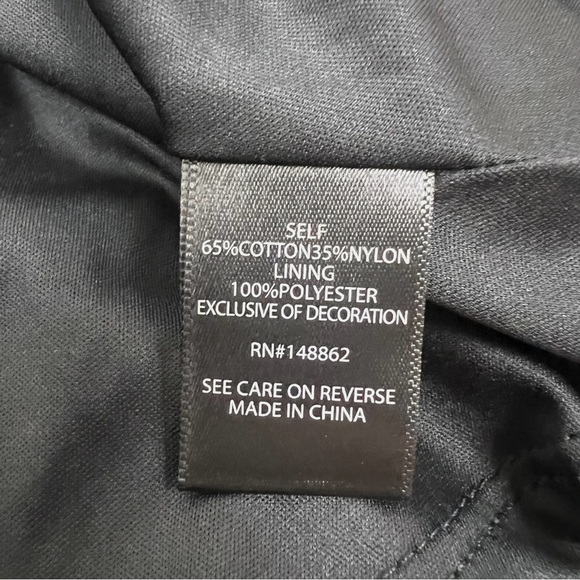 SELF
65%COTTON35%NYLON
LINING
100%POLYESTER
EXCLUSIVE OF DECORATION
RN#148862
SEE CARE ON REVERSE
MADE IN CHINA